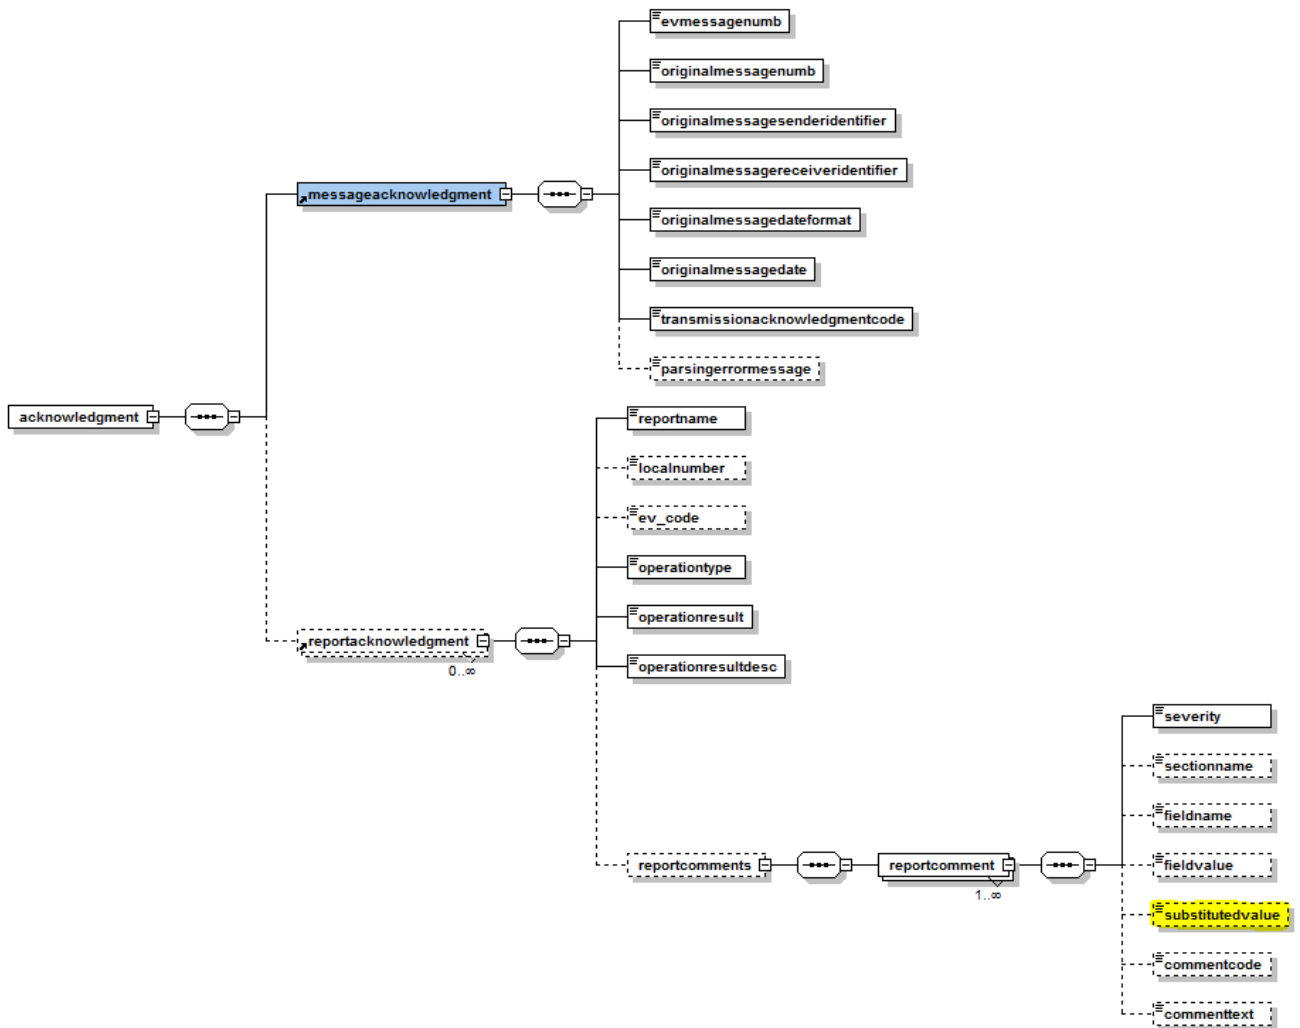 evmessagenumb
originalmessagenumb
originalmessagesenderidentifier
originalmessagereceiveridentifier
messageacknowledgment
originalmessagedateformat
originalmessagedate
transmissionacknowledgmentcode
parsingerrormessage
acknowledgment
reportname
localnumber
ev_code
operationtype
operationresult
reportacknowledgment
0..∞
operationresultdesc
severity
sectionname
fieldname
reportcomments
reportcomment
1..∞
fieldvalue
substitutedvalue
commentcode
commenttext